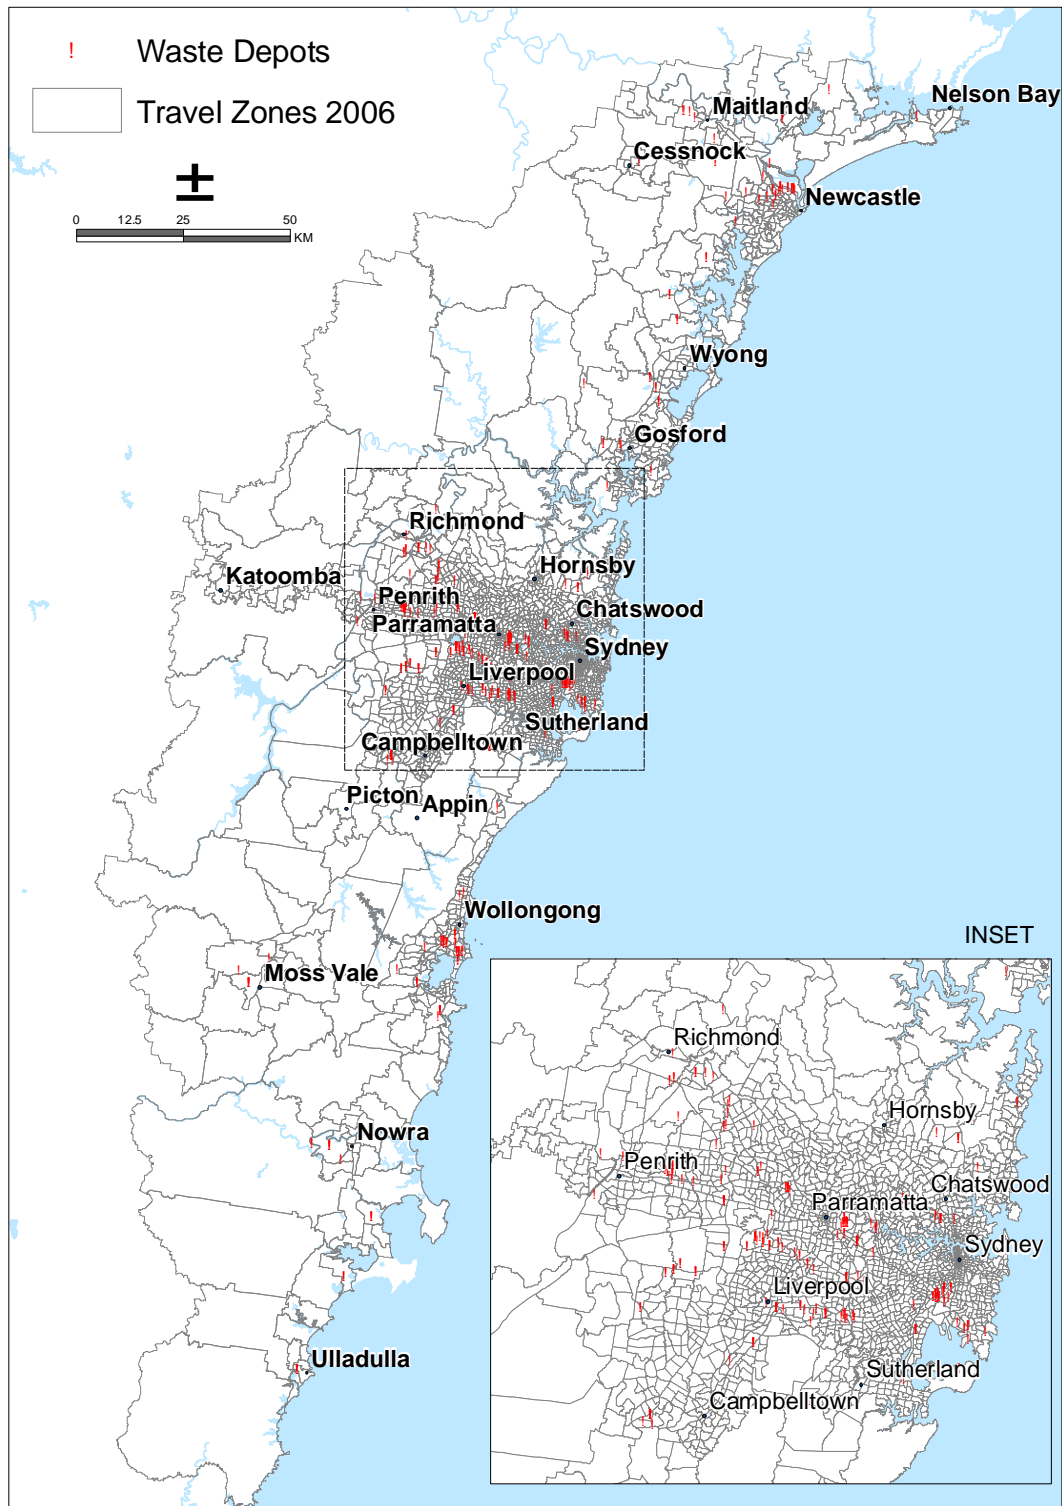 ! Waste Depots
Travel Zones 2006
±
0 12.5 25 50
KM
Nelson Bay
Maitland
Cessnock
Newcastle
Wyong
Gosford
Richmond
Hornsby
Katoomba
Penrith
Chatswood
Parramatta
Sydney
Liverpool
Sutherland
Campbelltown
Picton
Appin
Wollongong
Moss Vale
Nowra
Ulladulla
INSET
Richmond
Hornsby
Penrith
Chatswood
Parramatta
Sydney
Liverpool
Sutherland
Campbelltown